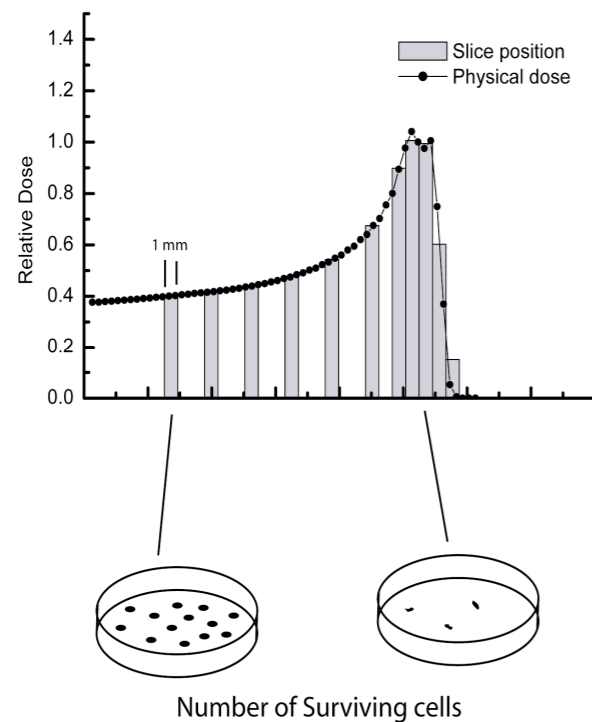 1.4
1.2
1.0
0.8
0.6
0.4
0.2
0.0
Relative Dose
Slice position
Physical dose
1 mm
Number of Surviving cells